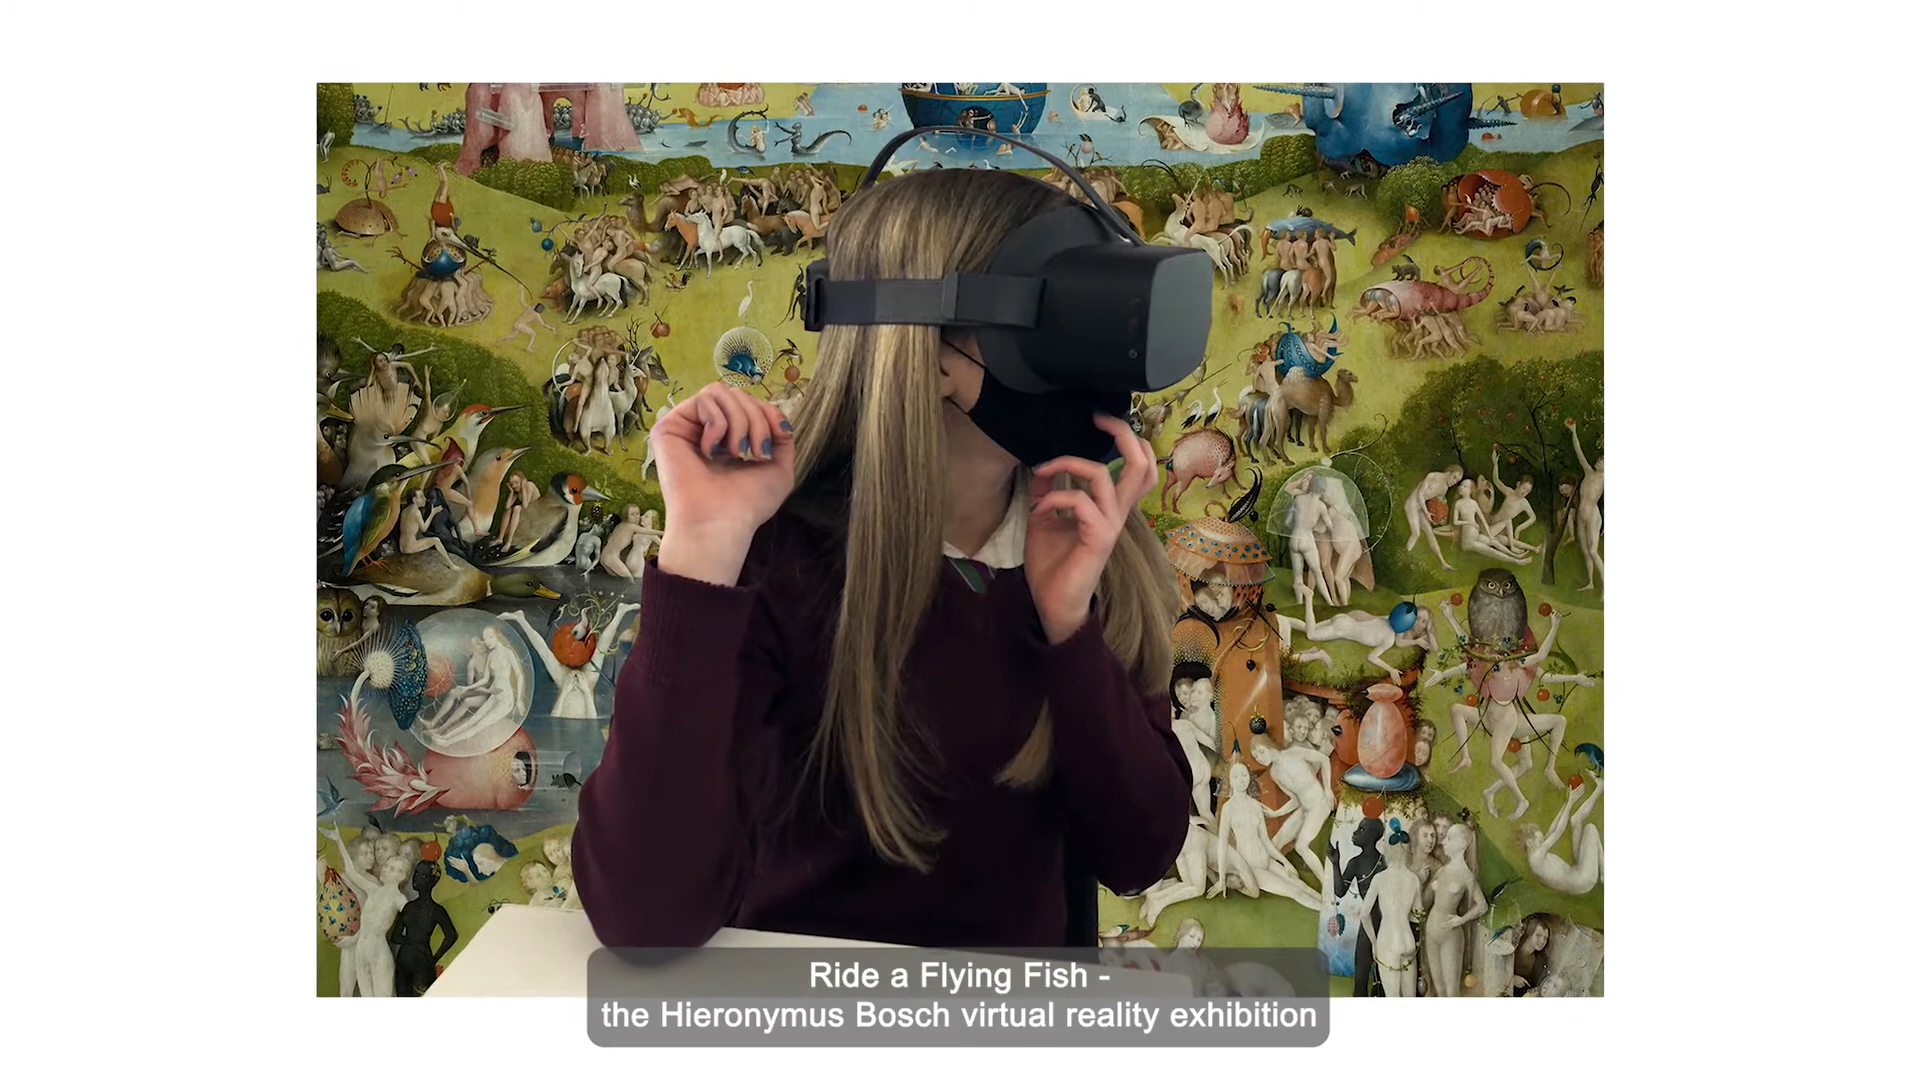 Ride a Flying Fish -
the Hieronymus Bosch virtual reality exhibition